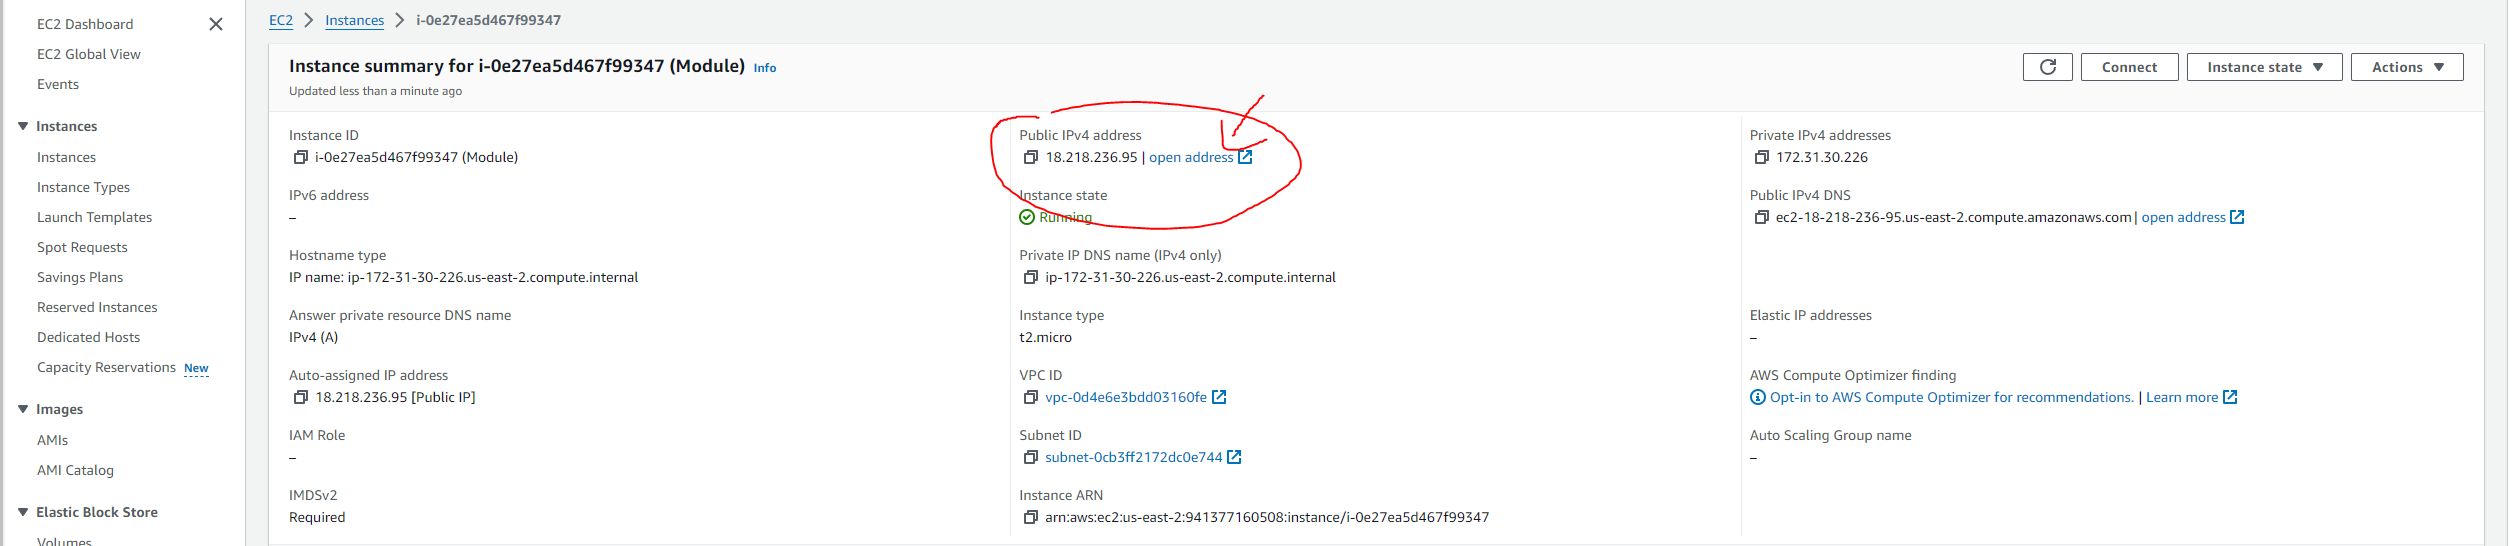 EC2 Dashboard
EC2 Global View
Events
Instances
Instances
Instance Types
Launch Templates
Spot Requests
Savings Plans
Reserved Instances
Dedicated Hosts
Capacity Reservations New
Images
AMIs
AMI Catalog
Elastic Block Store
Volumes
EC2 > Instances > i-0e27ea5d467f99347
Instance summary for i-0e27ea5d467f99347 (Module) Info
Updated less than a minute ago
Connect
Instance state
Actions
Instance ID
i-0e27ea5d467f99347 (Module)
IPv6 address
–
Hostname type
IP name: ip-172-31-30-226.us-east-2.compute.internal
Answer private resource DNS name
IPv4 (A)
Auto-assigned IP address
18.218.236.95 [Public IP]
IAM Role
–
IMDSv2
Required
Public IPv4 address
18.218.236.95 | open address
Instance state
Running
Private IP DNS name (IPv4 only)
ip-172-31-30-226.us-east-2.compute.internal
Instance type
t2.micro
VPC ID
vpc-0d4e6e3bdd03160fe
Subnet ID
subnet-0cb3ff2172dc0e744
Instance ARN
arn:aws:ec2:us-east-2:941377160508:instance/i-0e27ea5d467f99347
Private IPv4 addresses
172.31.30.226
Public IPv4 DNS
ec2-18-218-236-95.us-east-2.compute.amazonaws.com | open address
Elastic IP addresses
–
AWS Compute Optimizer finding
Opt-in to AWS Compute Optimizer for recommendations. | Learn more
Auto Scaling Group name
–